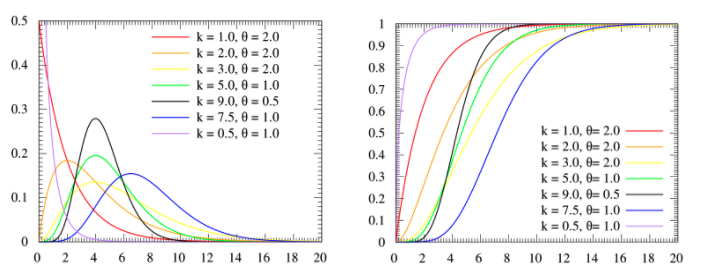 0.5
0.4
0.3
0.2
0.1
0
0 2 4 6 8 10 12 14 16 18 20
k = 1.0, θ = 2.0
k = 2.0, θ = 2.0
k = 3.0, θ = 2.0
k = 5.0, θ = 1.0
k = 9.0, θ = 0.5
k = 7.5, θ = 1.0
k = 0.5, θ = 1.0
1
0.9
0.8
0.7
0.6
0.5
0.4
0.3
0.2
0.1
0
0 2 4 6 8 10 12 14 16 18 20
k = 1.0, θ= 2.0
k = 2.0, θ= 2.0
k = 3.0, θ= 2.0
k = 5.0, θ= 1.0
k = 9.0, θ= 0.5
k = 7.5, θ= 1.0
k = 0.5, θ= 1.0